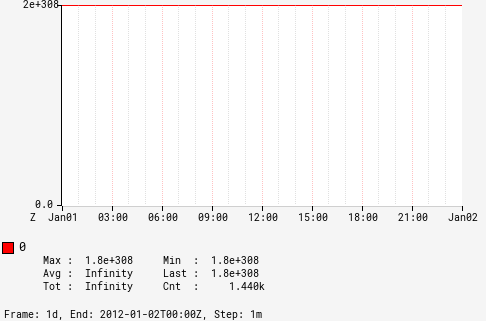 2e+308
0.0
Z Jan01 03:00 06:00 09:00 12:00 15:00 18:00 21:00 Jan02
0
Max : 1.8e+308 Min : 1.8e+308
Avg : Infinity Last : 1.8e+308
Tot : Infinity Cnt : 1.440k
Frame: 1d, End: 2012-01-02T00:00Z, Step: 1m